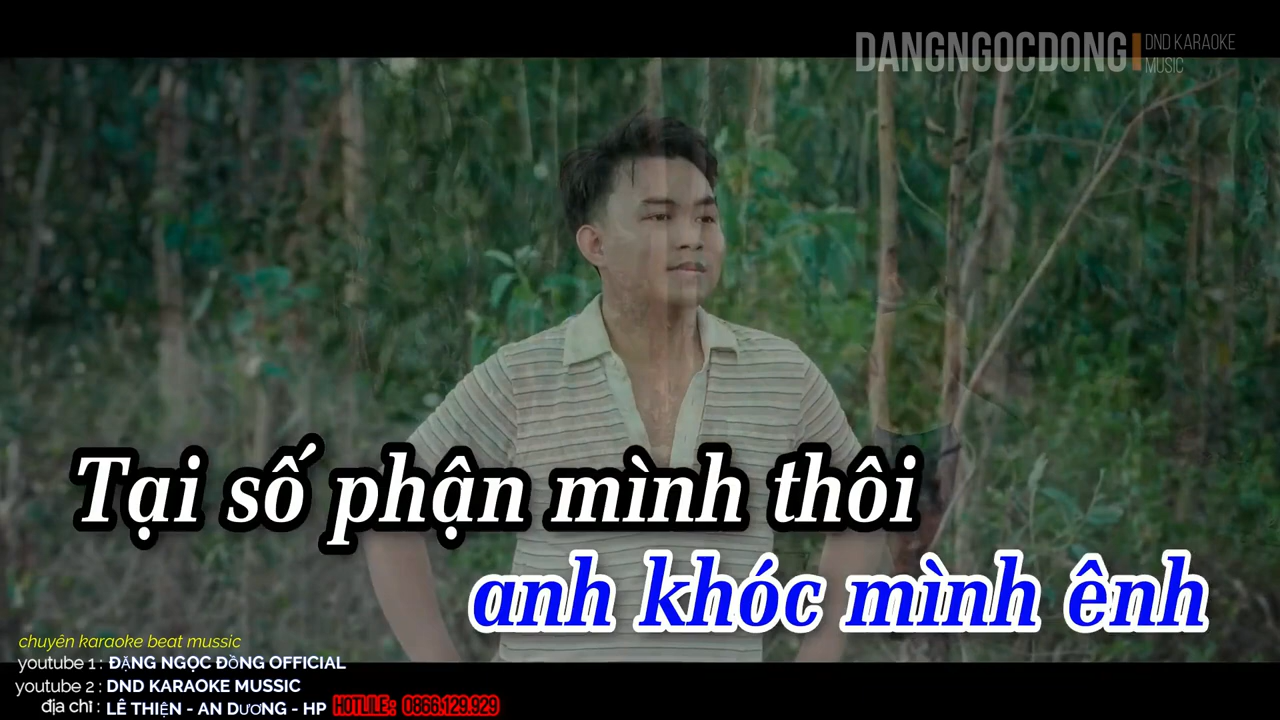 DANGNGOCDONG
DND KARAOKE
MUSIC
Tại số phận mình thôi
anh khóc mình ênh
chuyên karaoke beat mussic
youtube 1 : ĐẶNG NGỌC ĐỒNG OFFICIAL
youtube 2 : DND KARAOKE MUSSIC
địa chỉ : LÊ THIỆN - AN DƯƠNG - HP HOTLILE: 0866.129.929